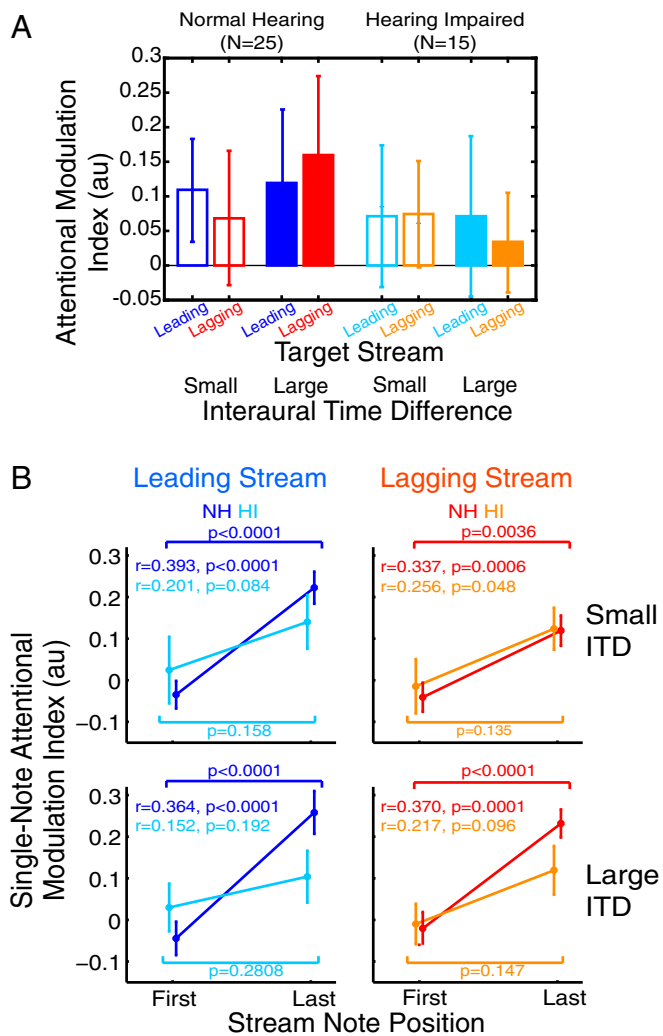 A
Normal Hearing
(N=25)
Hearing Impaired
(N=15)
Attentional Modulation
Index (au)
0.3
0.25
0.2
0.15
0.1
0.05
0
-0.05
Leading Lagging Leading Lagging Leading Lagging Leading Lagging
Target Stream
Small Large Small Large
Interaural Time Difference
B
Leading Stream
Lagging Stream
NH HI
NH HI
Single-Note Attentional
Modulation Index (au)
p<0.0001
0.3
r=0.393, p<0.0001
r=0.201, p=0.084
0.2
0.1
0
−0.1
p=0.158
p=0.0036
r=0.337, p=0.0006
r=0.256, p=0.048
p=0.135
Small
ITD
p<0.0001
0.3
r=0.364, p<0.0001
r=0.152, p=0.192
0.2
0.1
0
−0.1
p=0.2808
First Last
p<0.0001
r=0.370, p=0.0001
r=0.217, p=0.096
p=0.147
First Last
Large
ITD
Stream Note Position